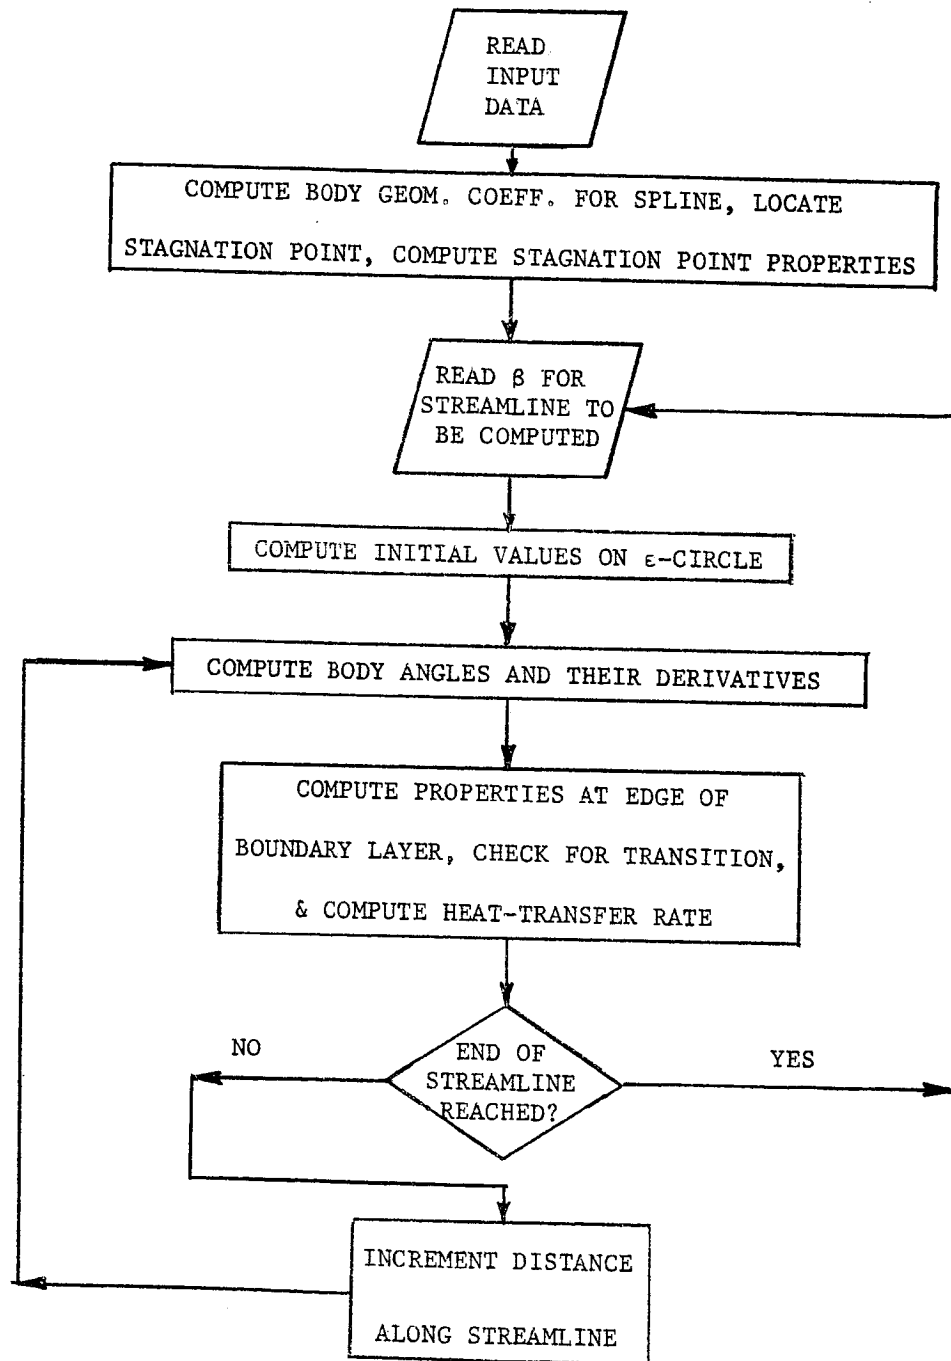 READ
INPUT
DATA
COMPUTE BODY GEOM. COEFF. FOR SPLINE, LOCATE
STAGNATION POINT, COMPUTE STAGNATION POINT PROPERTIES
READ β FOR
STREAMLINE TO
BE COMPUTED
COMPUTE INITIAL VALUES ON ε-CIRCLE
COMPUTE BODY ANGLES AND THEIR DERIVATIVES
COMPUTE PROPERTIES AT EDGE OF
BOUNDARY LAYER, CHECK FOR TRANSITION,
& COMPUTE HEAT-TRANSFER RATE
NO
END OF
STREAMLINE
REACHED?
YES
INCREMENT DISTANCE
ALONG STREAMLINE